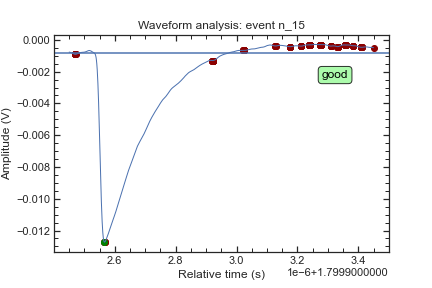 Waveform analysis: event n_15
0.000
−0.002
−0.004
−0.006
−0.008
−0.010
−0.012
Amplitude (V)
good
2.6 2.8 3.0 3.2 3.4
Relative time (s)
1e−6+1.7999000000